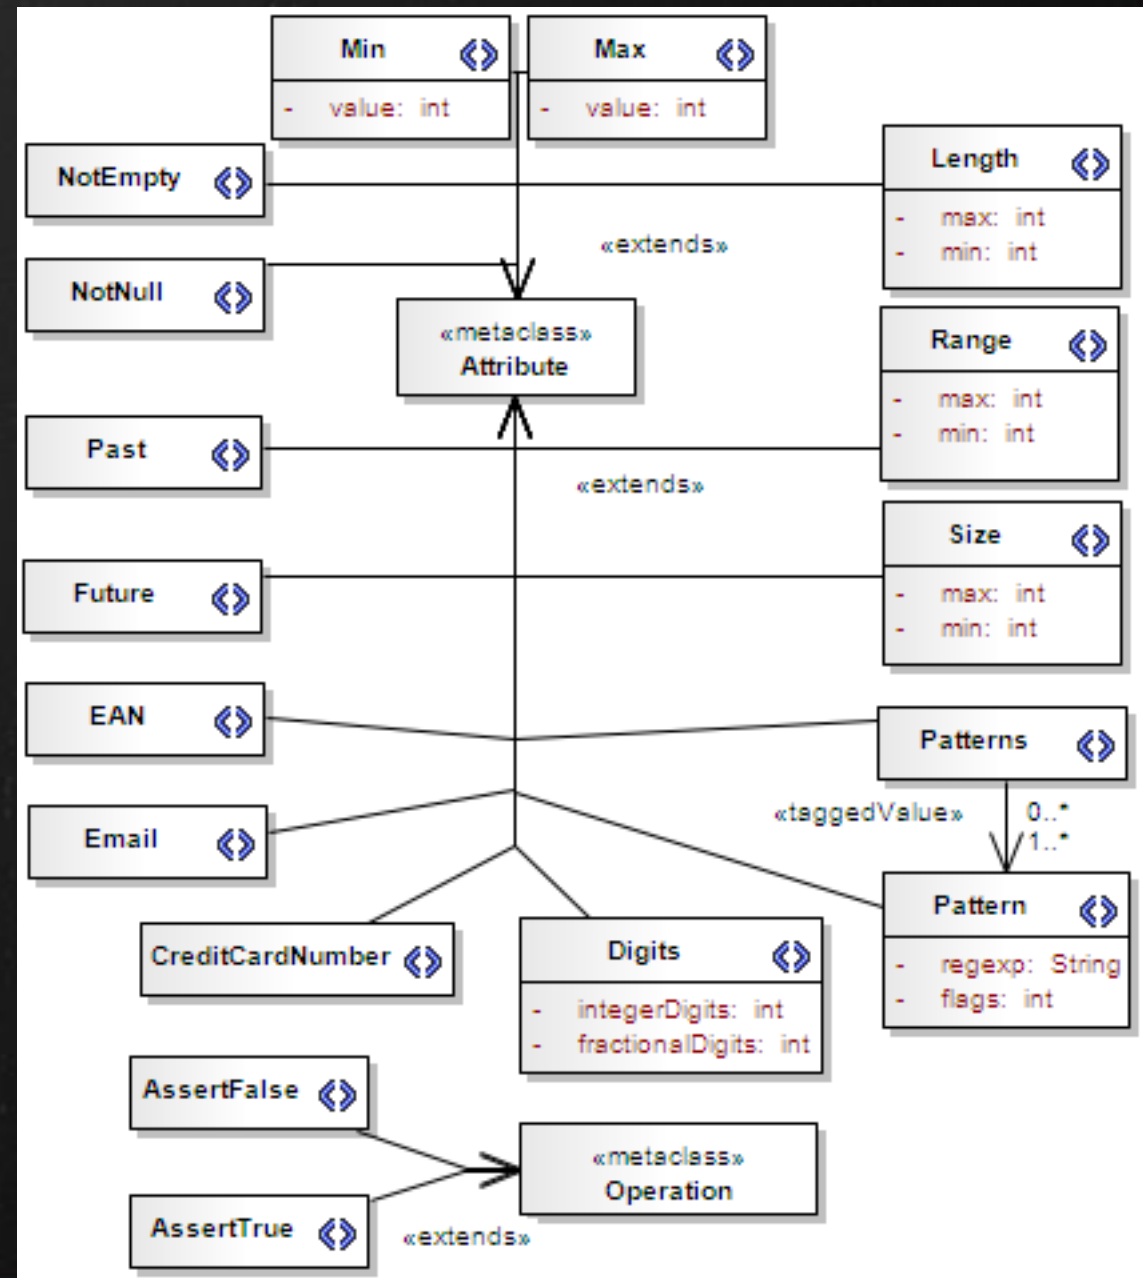 Min
- value: int
Max
- value: int
NotEmpty
Length
- max: int
- min: int
«extends»
NotNull
«metaclass»
Attribute
Range
- max: int
- min: int
Past
«extends»
Size
- max: int
- min: int
Future
EAN
Patterns
«taggedValue»
0..*
1..*
Email
Pattern
- regexp: String
- flags: int
CreditCardNumber
Digits
- integerDigits: int
- fractionalDigits: int
AssertFalse
«metaclass»
Operation
AssertTrue
«extends»